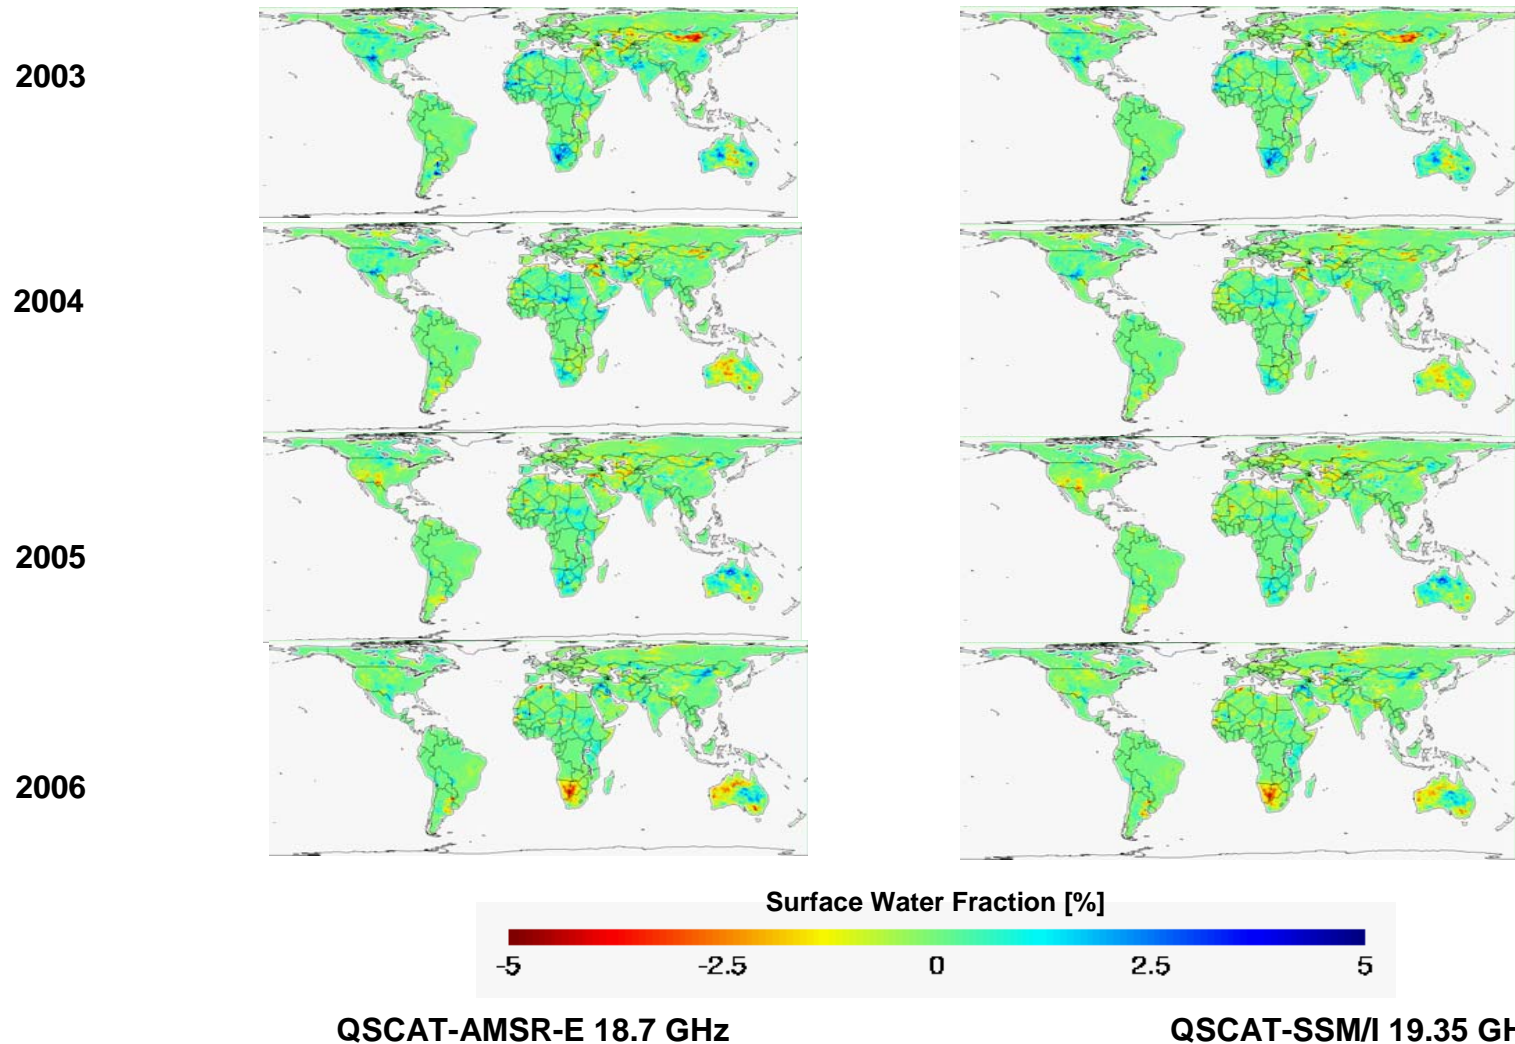 2003
2004
2005
2006
Surface Water Fraction [%]
-5 -2.5 0 2.5 5
QSCAT-AMSR-E 18.7 GHz
QSCAT-SSM/I 19.35 GH